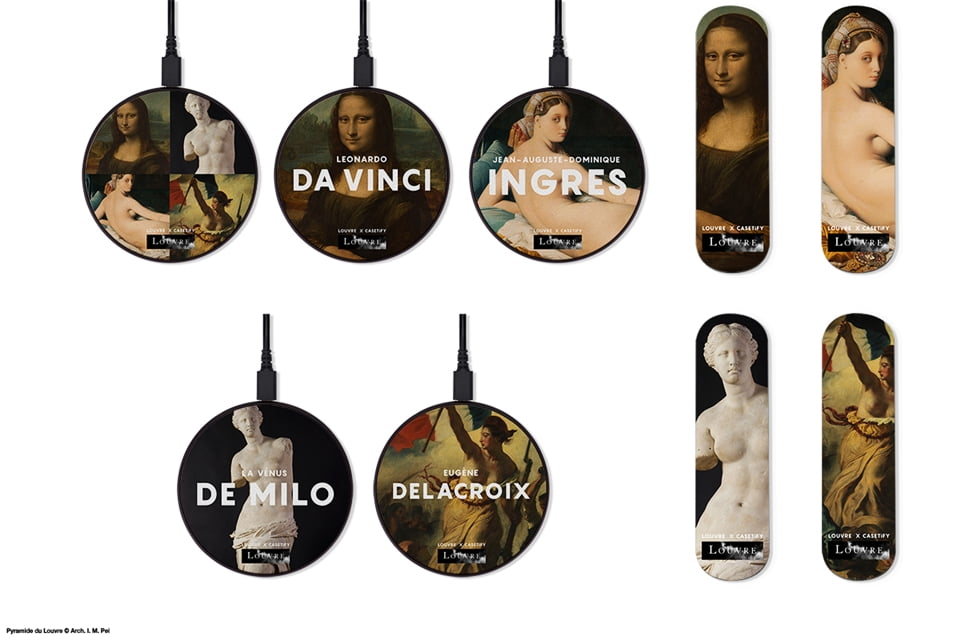 LOUVRE X CASETiFY
LOUVRE
LEONARDO
DA VINCI
LOUVRE X CASETiFY
LOUVRE
JEAN-AUGUSTE-DOMINIQUE
INGRES
LOUVRE X CASETiFY
LOUVRE
LOUVRE X CASETiFY
LOUVRE
LOUVRE X CASETiFY
LOUVRE
LA VÉNUS
DE MILO
LOUVRE X CASETiFY
LOUVRE
EUGÈNE
DELACROIX
LOUVRE X CASETiFY
LOUVRE
LOUVRE X CASETiFY
LOUVRE
LOUVRE X CASETiFY
LOUVRE
Pyramide du Louvre © Arch. I. M. Pei